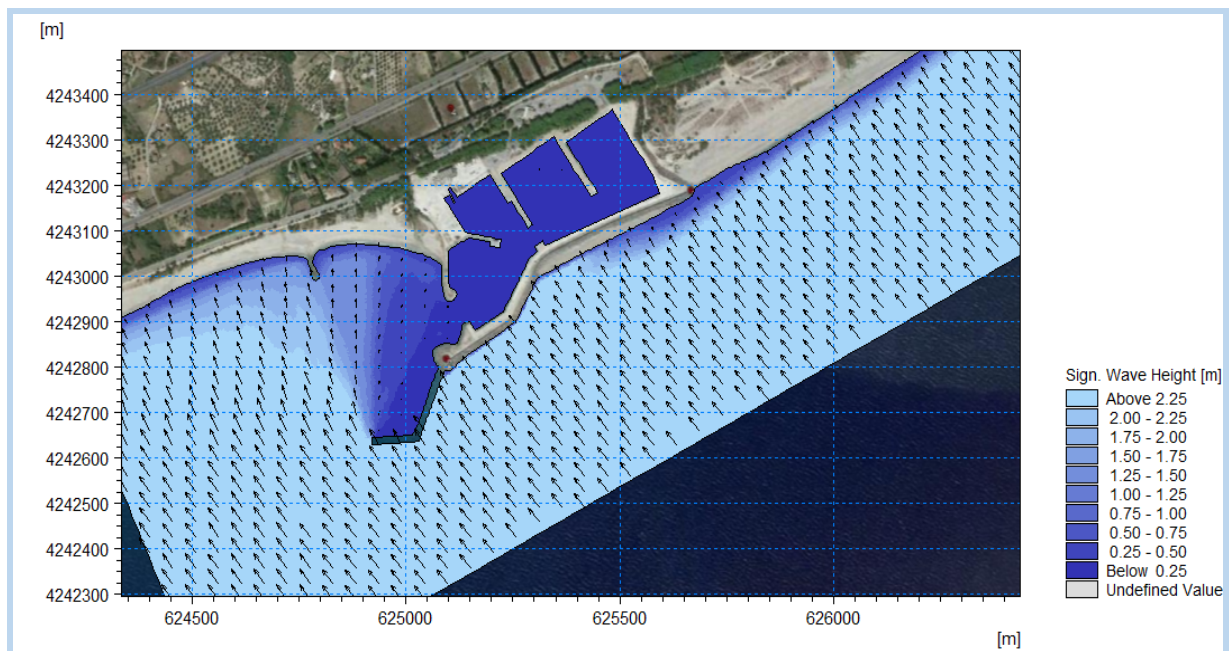 [m]
4243400
4243300
4243200
4243100
4243000
4242900
4242800
4242700
4242600
4242500
4242400
4242300
624500 625000 625500 626000
[m]
Sign. Wave Height [m]
Above 2.25
2.00 - 2.25
1.75 - 2.00
1.50 - 1.75
1.25 - 1.50
1.00 - 1.25
0.75 - 1.00
0.50 - 0.75
0.25 - 0.50
Below 0.25
Undefined Value